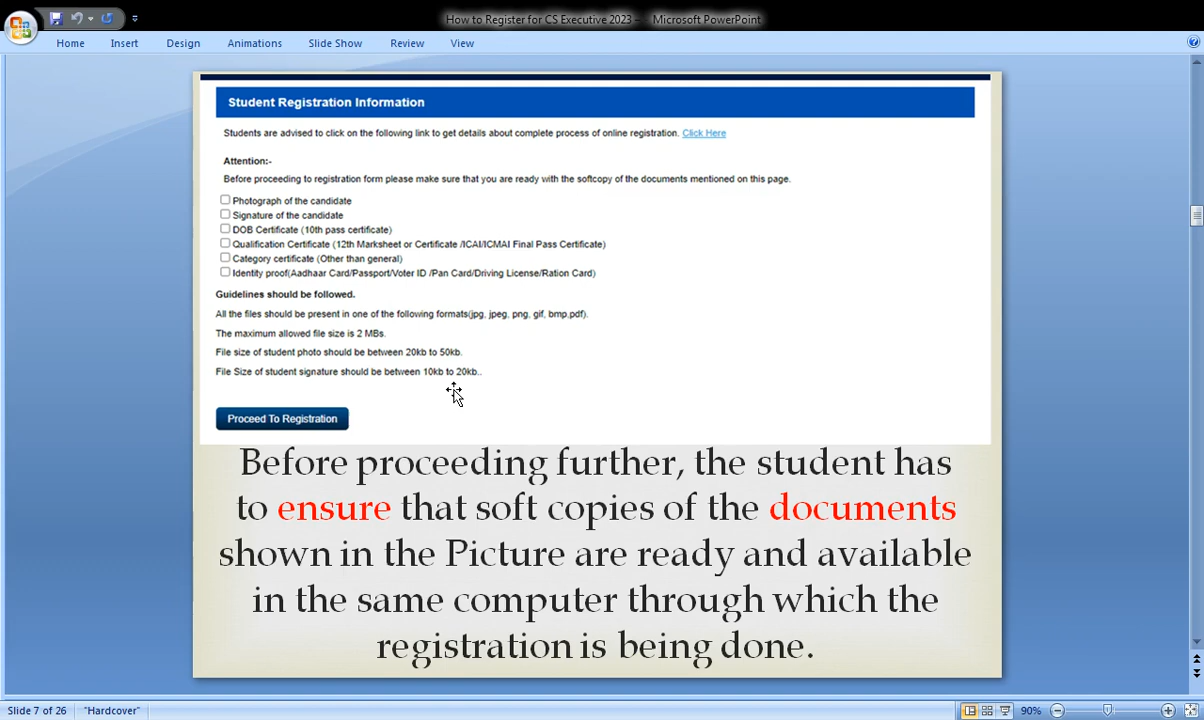 How to Register for CS Executive 2023 – Microsoft PowerPoint
Home Insert Design Animations Slide Show Review View
Student Registration Information
Students are advised to click on the following link to get details about complete process of online registration. Click Here
Attention:-
Before proceeding to registration form please make sure that you are ready with the softcopy of the documents mentioned on this page.
Photograph of the candidate
Signature of the candidate
DOB Certificate (10th pass certificate)
Qualification Certificate (12th Marksheet or Certificate /ICAI/ICMAI Final Pass Certificate)
Category certificate (Other than general)
Identity proof(Aadhaar Card/Passport/Voter ID /Pan Card/Driving License/Ration Card)
Guidelines should be followed.
All the files should be present in one of the following formats(jpg, jpeg, png, gif, bmp,pdf).
The maximum allowed file size is 2 MBs.
File size of student photo should be between 20kb to 50kb.
File Size of student signature should be between 10kb to 20kb..
Proceed To Registration
Before proceeding further, the student has
to ensure that soft copies of the documents
shown in the Picture are ready and available
in the same computer through which the
registration is being done.
Slide 7 of 26 "Hardcover" 90%